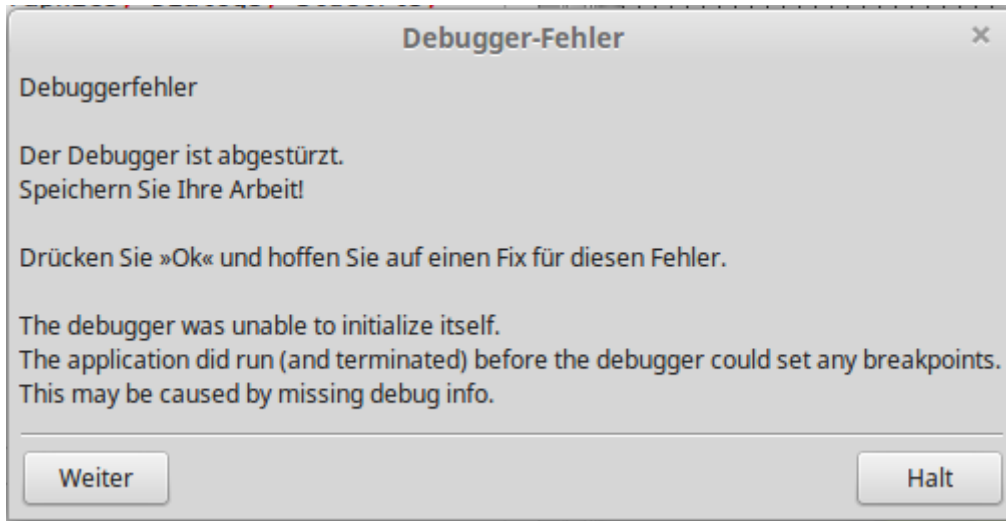 Debugger-Fehler
Debuggerfehler
Der Debugger ist abgestürzt.
Speichern Sie Ihre Arbeit!
Drücken Sie »Ok« und hoffen Sie auf einen Fix für diesen Fehler.
The debugger was unable to initialize itself.
The application did run (and terminated) before the debugger could set any breakpoints.
This may be caused by missing debug info.
Weiter
Halt